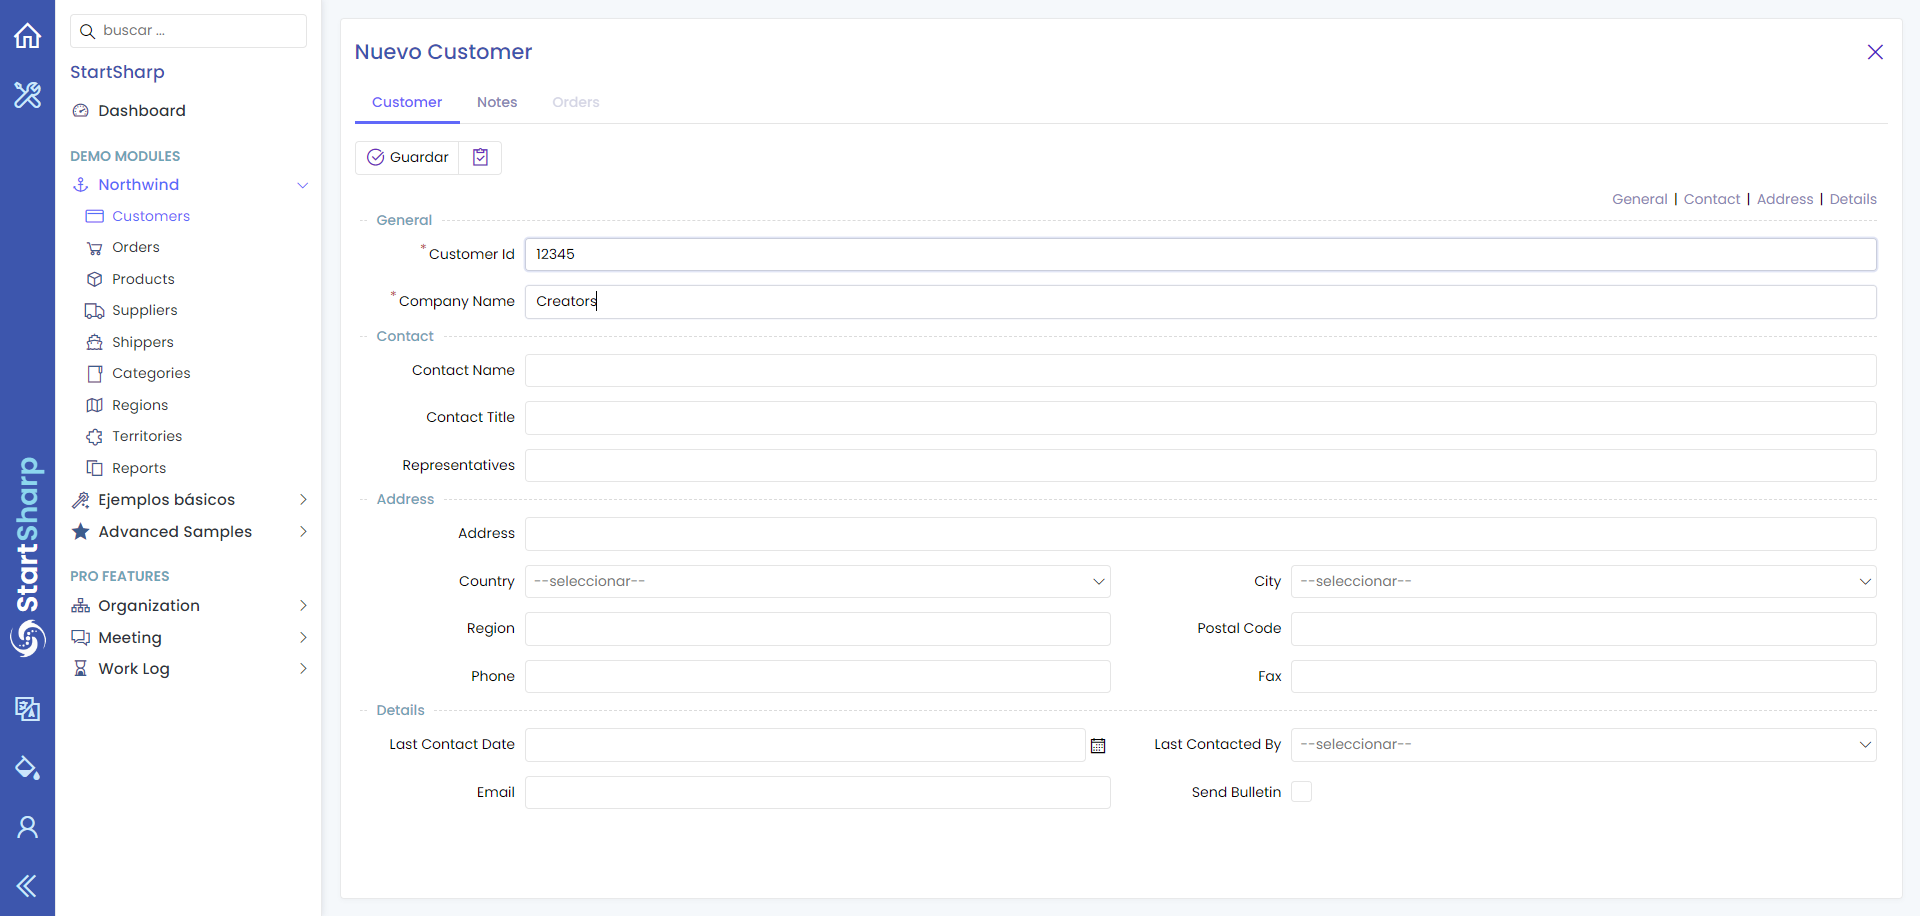 buscar ...
StartSharp
Dashboard
DEMO MODULES
Northwind
Customers
Orders
Products
Suppliers
Shippers
Categories
Regions
Territories
Reports
Ejemplos básicos
Advanced Samples
PRO FEATURES
Organization
Meeting
Work Log
StartSharp
Nuevo Customer
Customer Notes Orders
Guardar
General | Contact | Address | Details
General
* Customer Id 12345
* Company Name Creators
Contact
Contact Name
Contact Title
Representatives
Address
Address
Country --seleccionar-- City --seleccionar--
Region Postal Code
Phone Fax
Details
Last Contact Date Last Contacted By --seleccionar--
Email Send Bulletin